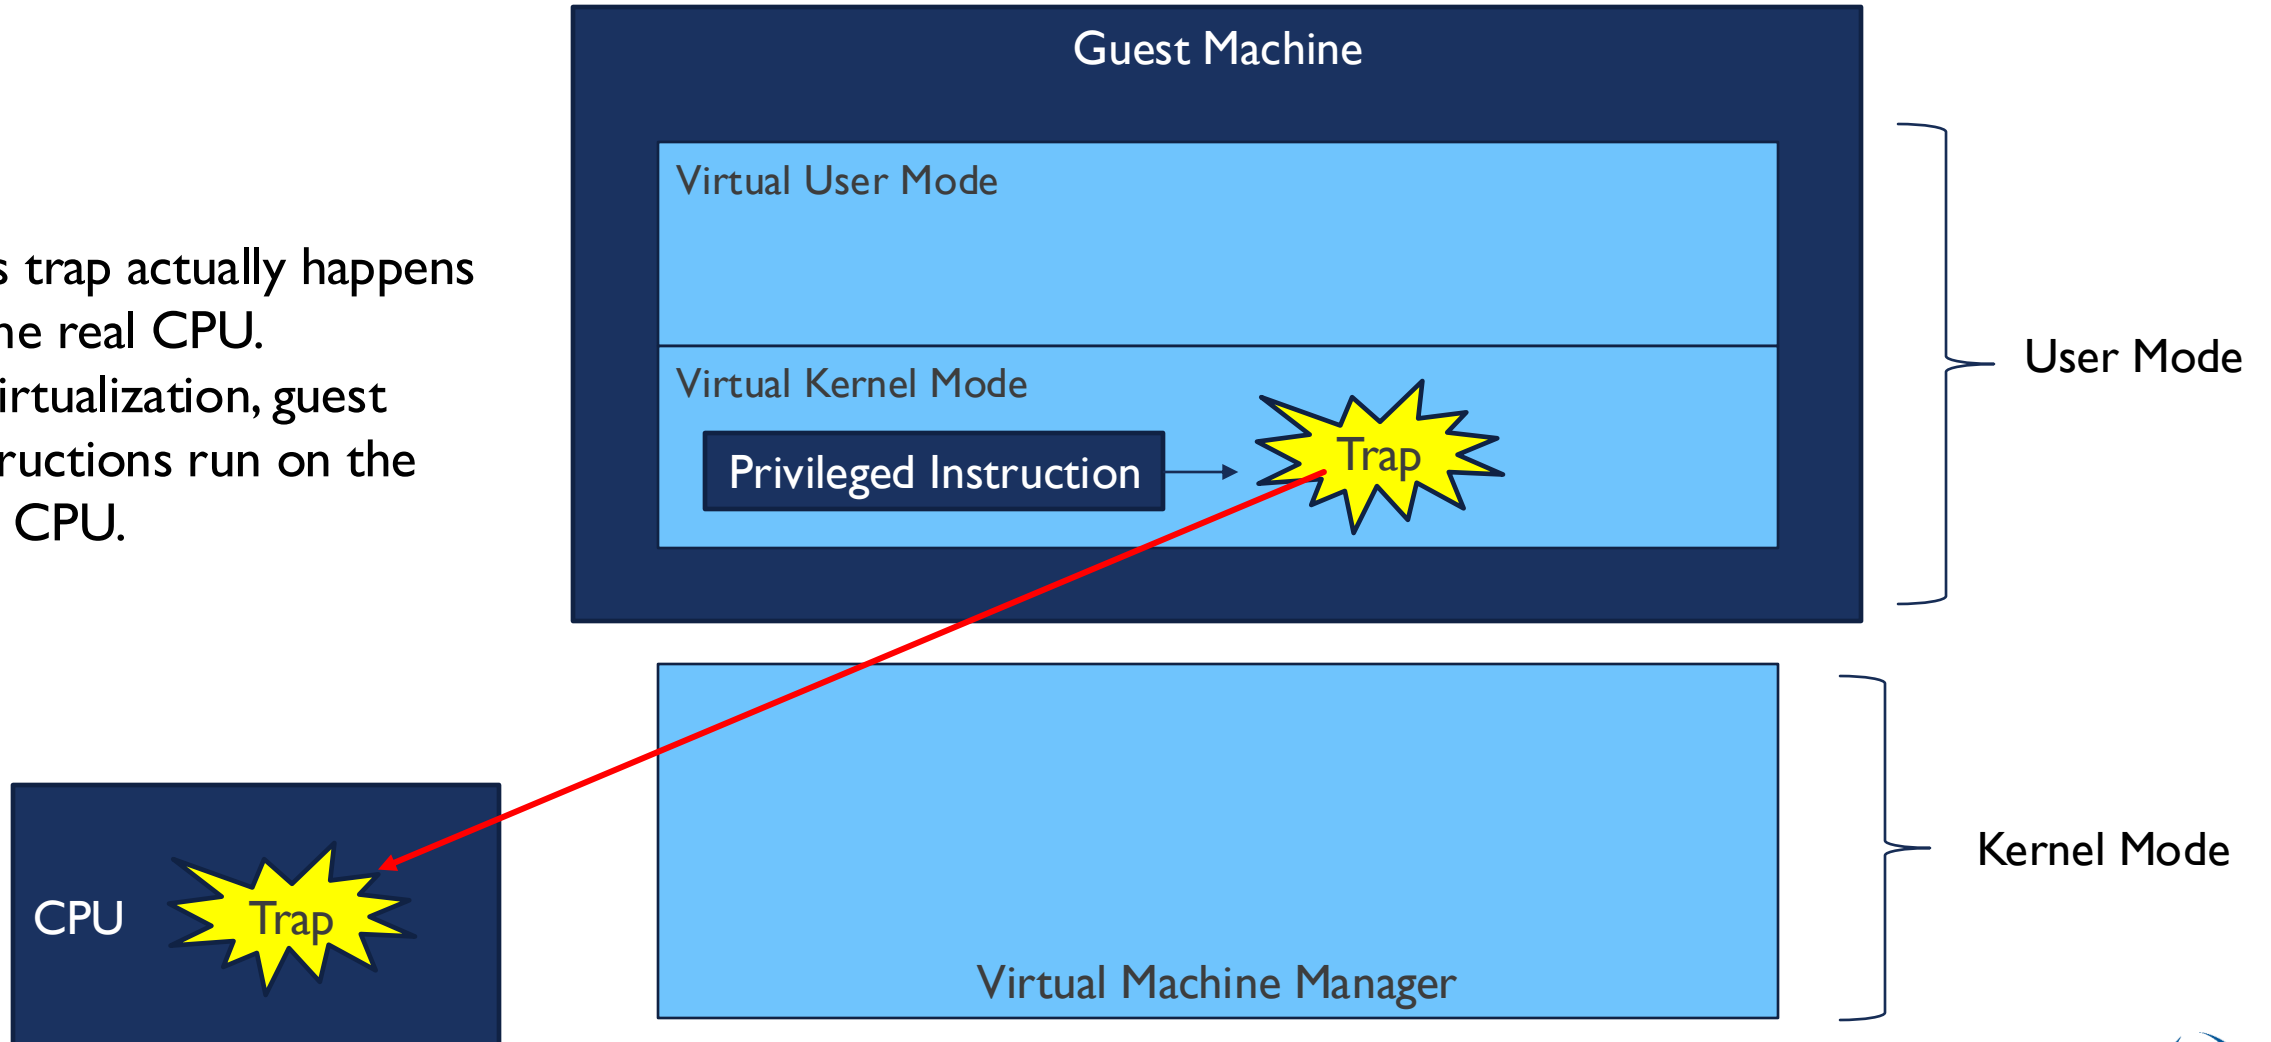 Guest Machine
Virtual User Mode
s trap actually happens
he real CPU.
irtualization, guest
ructions run on the
CPU.
User Mode
Virtual Kernel Mode
Privileged Instruction
Trap
Kernel Mode
CPU
Trap
Virtual Machine Manager